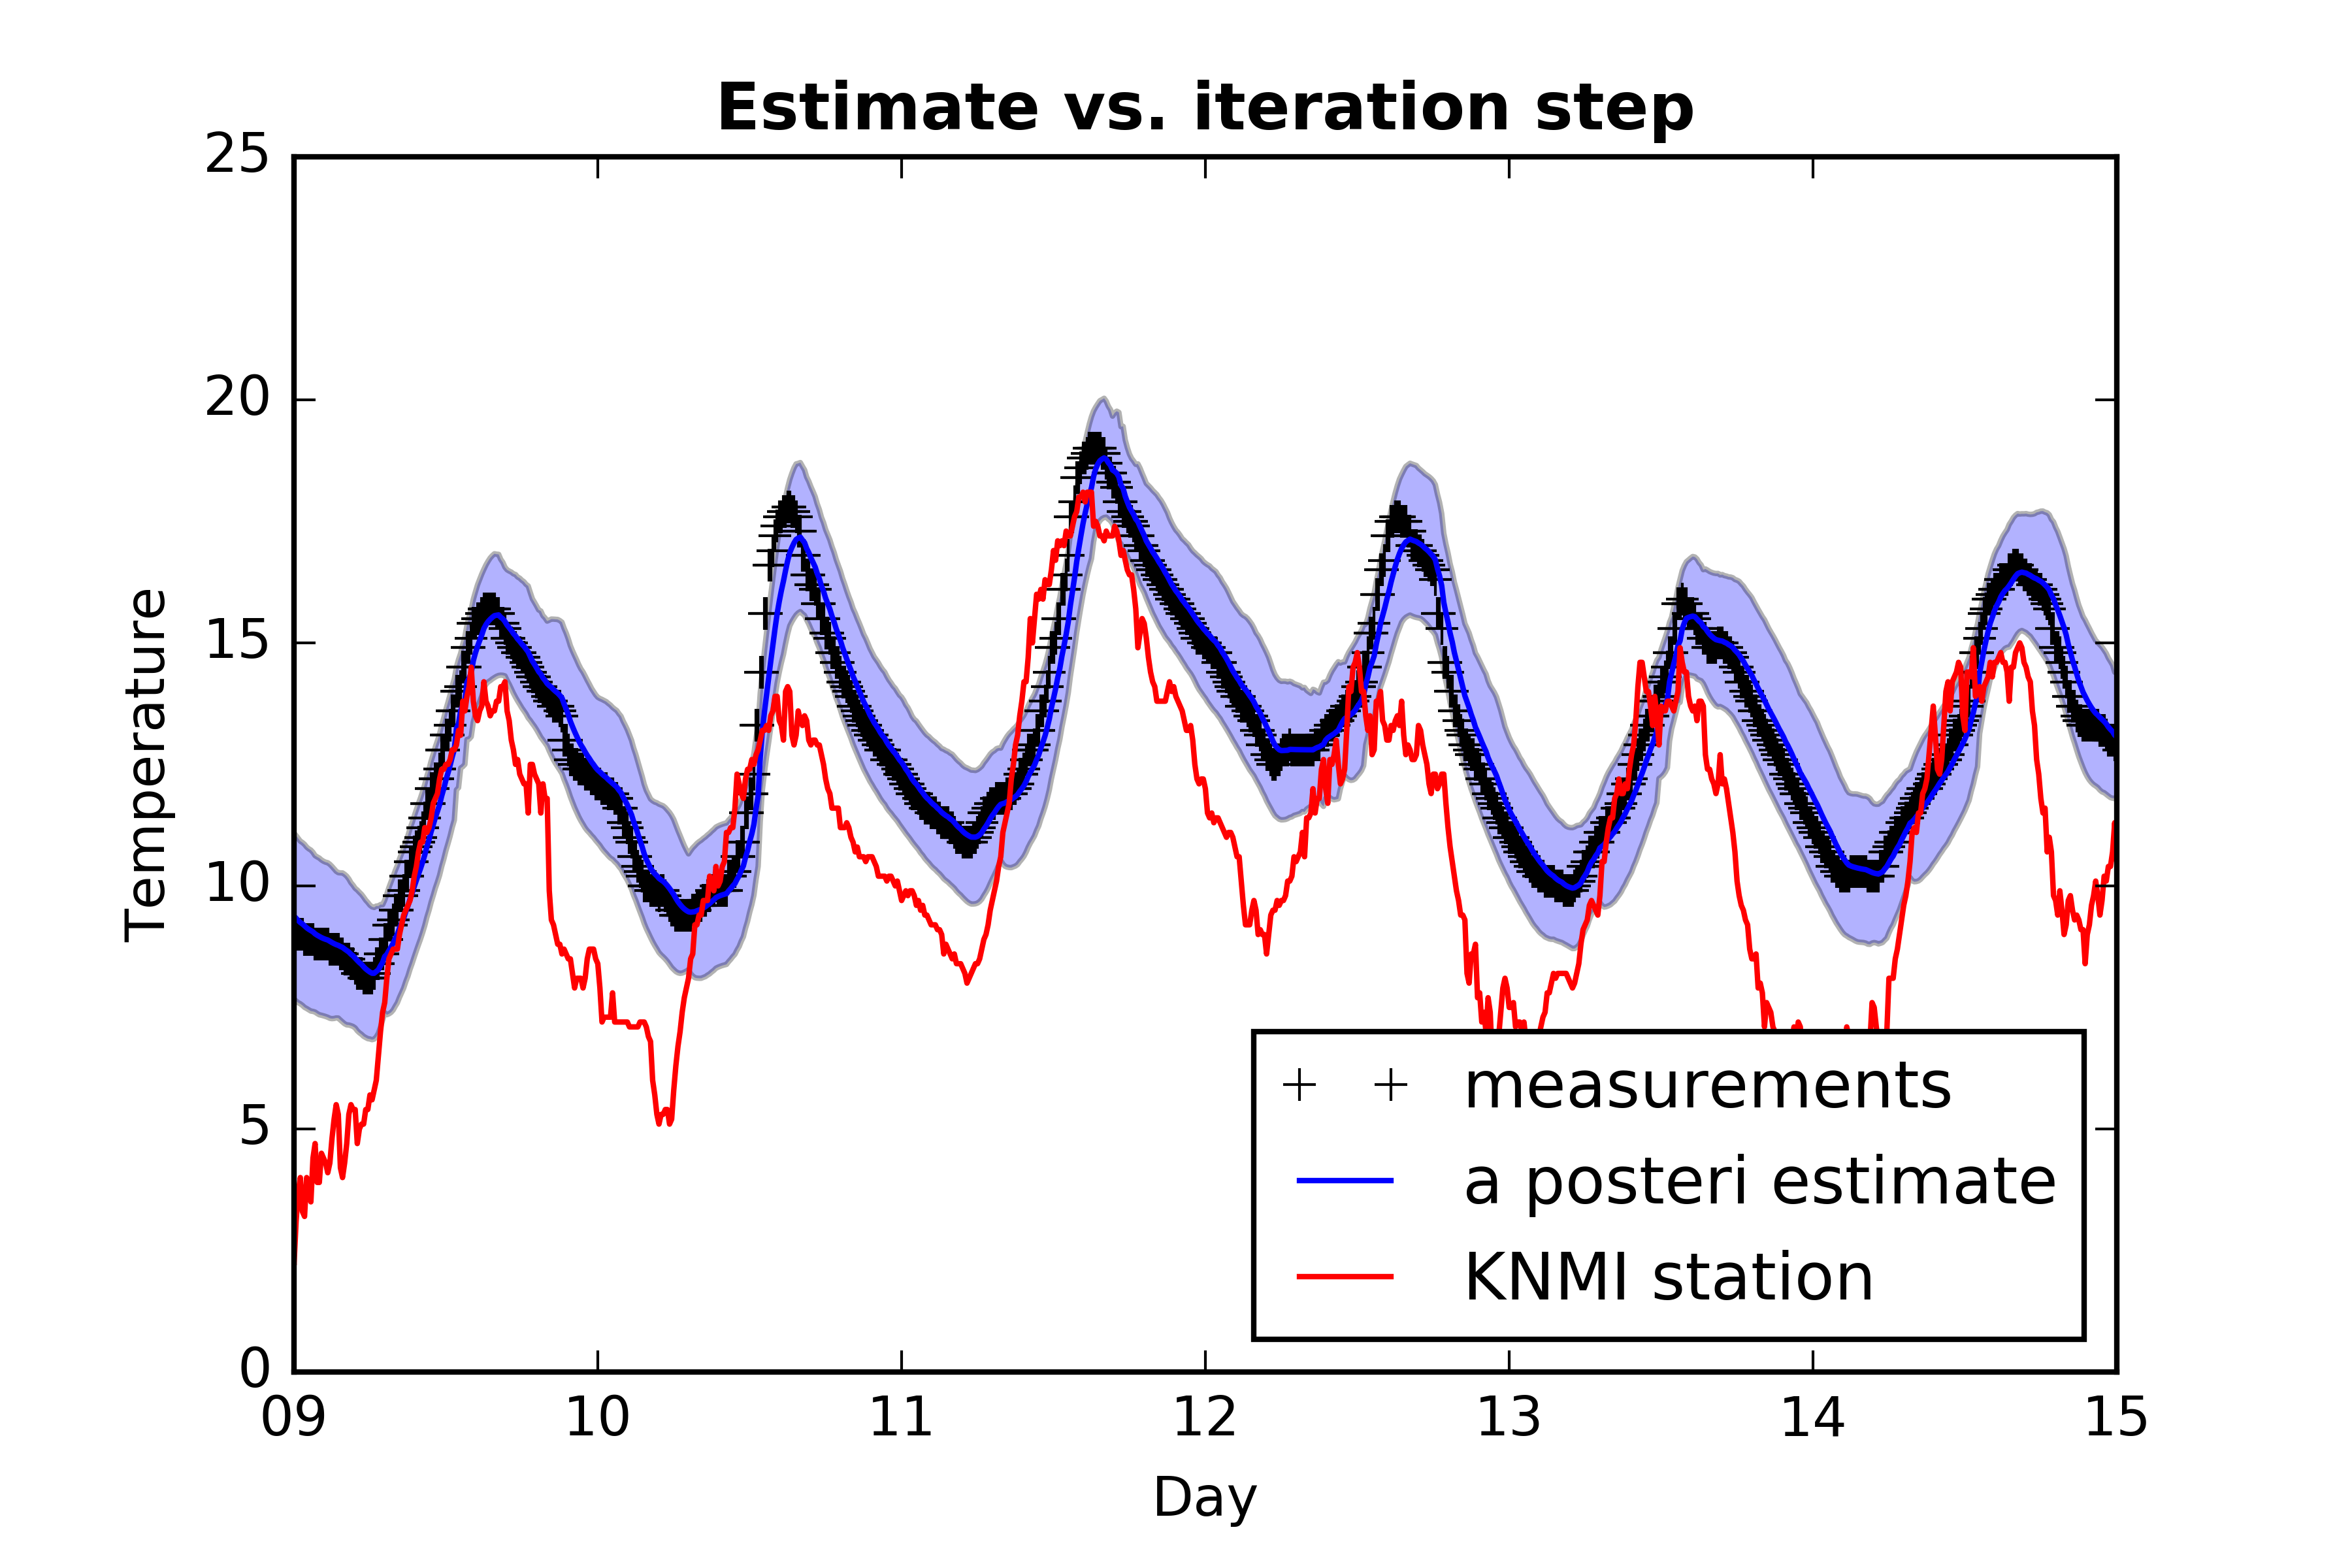 Estimate vs. iteration step
25
20
15
10
5
0
Temperature
09 10 11 12 13 14 15
Day
measurements
a posteri estimate
KNMI station